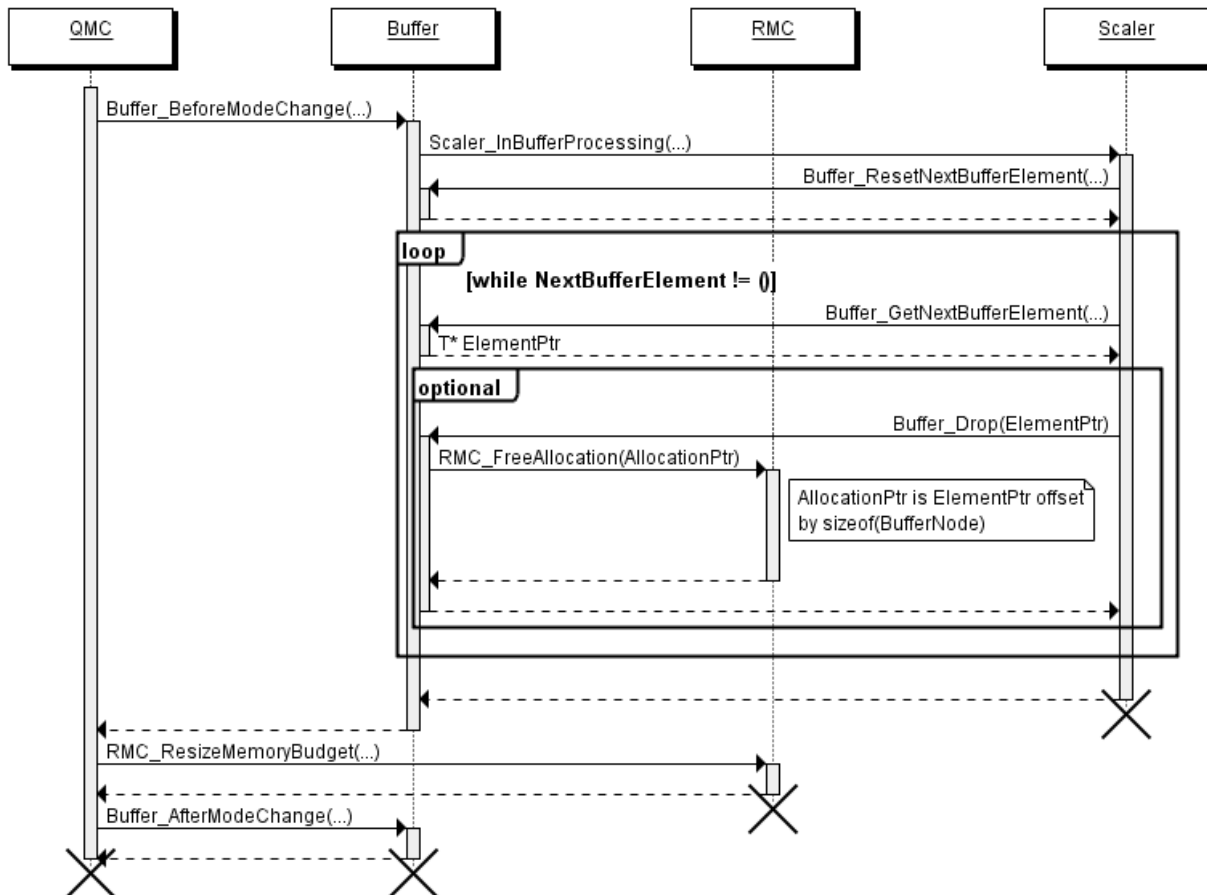 QMC
Buffer
RMC
Scaler
Buffer_BeforeModeChange(...)
Scaler_InBufferProcessing(...)
Buffer_ResetNextBufferElement(...)
loop
[while NextBufferElement != ()]
Buffer_GetNextBufferElement(...)
T* ElementPtr
optional
Buffer_Drop(ElementPtr)
RMC_FreeAllocation(AllocationPtr)
AllocationPtr is ElementPtr offset
by sizeof(BufferNode)
RMC_ResizeMemoryBudget(...)
Buffer_AfterModeChange(...)